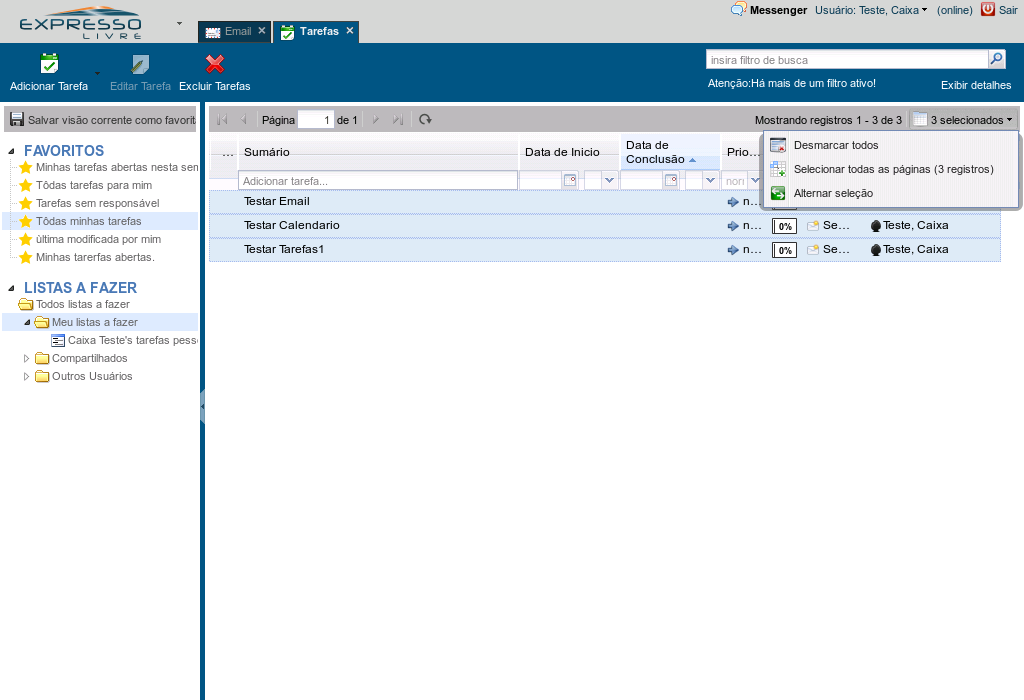 EXPRESSO
LIVRE
Email
Tarefas
Messenger
Usuário: Teste, Caixa
(online)
Sair
Adicionar Tarefa
Editar Tarefa
Excluir Tarefas
insira filtro de busca
Atenção:Há mais de um filtro ativo!
Exibir detalhes
Salvar visão corrente como favorit
Página 1 de 1
Mostrando registros 1 - 3 de 3
3 selecionados
Desmarcar todos
Selecionar todas as páginas (3 registros)
Alternar seleção
FAVORITOS
Minhas tarefas abertas nesta sen
Tôdas tarefas para mim
Tarefas sem responsável
Tôdas minhas tarefas
última modificada por mim
Minhas tarerfas abertas.
LISTAS A FAZER
Todos listas a fazer
Meu listas a fazer
Caixa Teste's tarefas pess
Compartilhados
Outros Usuários
... Sumário Data de Inicio Data de Conclusão Prio...
Adicionar tarefa... non
Testar Email n...
Testar Calendario n... 0% Se... Teste, Caixa
Testar Tarefas1 n... 0% Se... Teste, Caixa